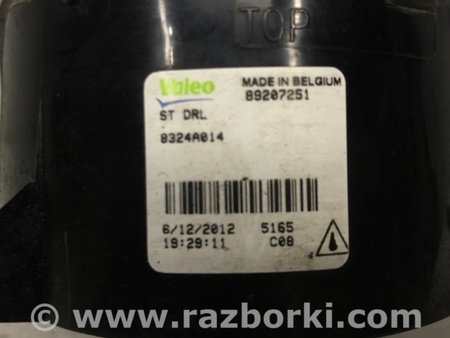 TOP
Valeo MADE IN BELGIUM
89207251
ST DRL
8324A014
6/12/2012 5165
19:29:11 C08
© www.razborki.com